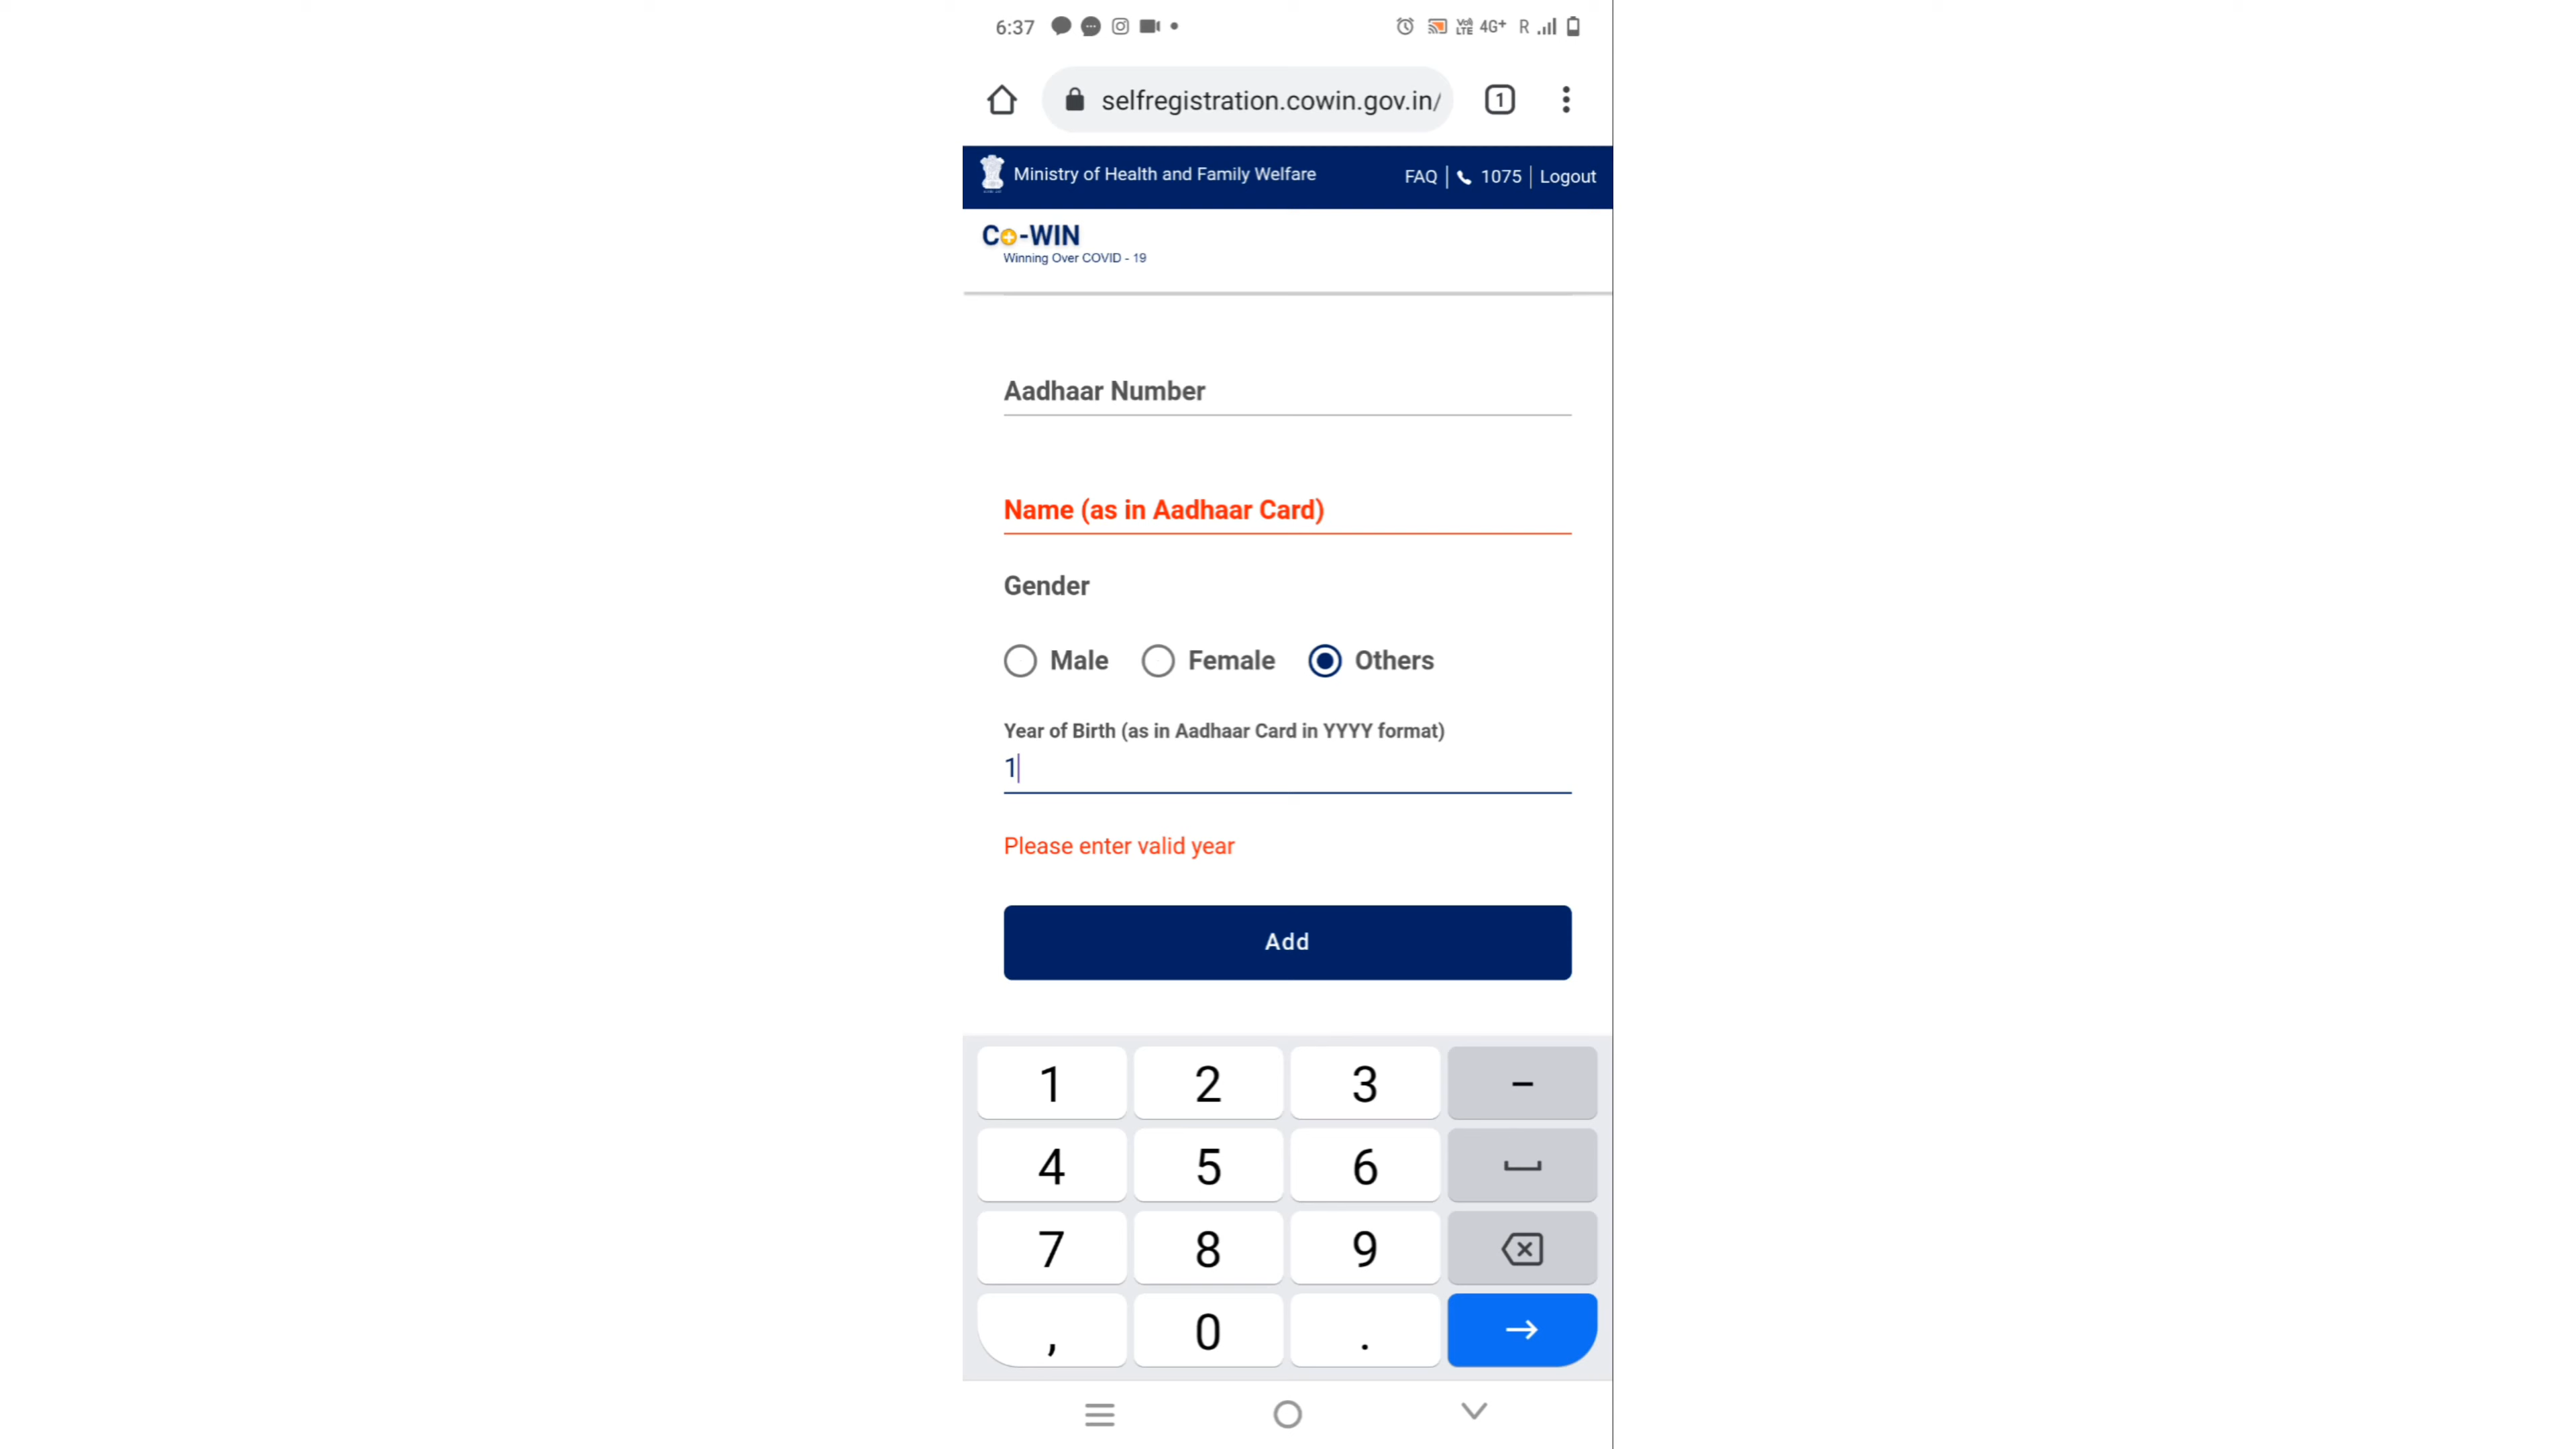 6:37 Vo) LTE 4G+ R
selfregistration.cowin.gov.in/ 1
Ministry of Health and Family Welfare FAQ | 1075 | Logout
Co-WIN
Winning Over COVID - 19
Aadhaar Number
Name (as in Aadhaar Card)
Gender
Male Female Others
Year of Birth (as in Aadhaar Card in YYYY format)
1
Please enter valid year
Add
1 2 3 –
4 5 6
7 8 9
, 0 .